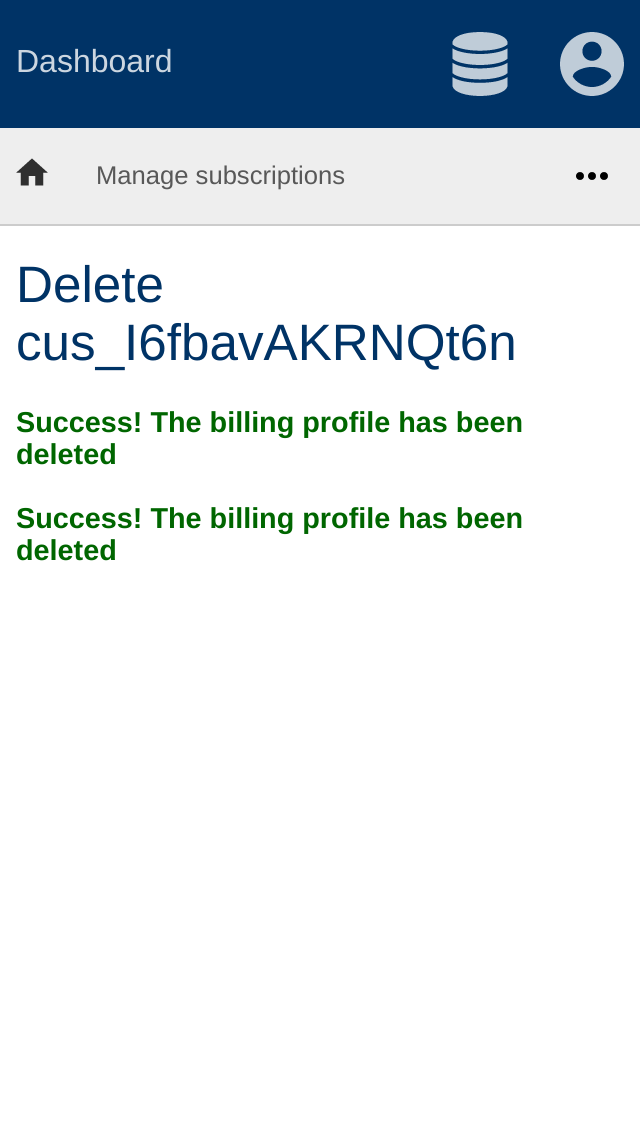 Dashboard
Manage subscriptions
Delete
cus_I6fbavAKRNQt6n
Success! The billing profile has been
deleted
Success! The billing profile has been
deleted